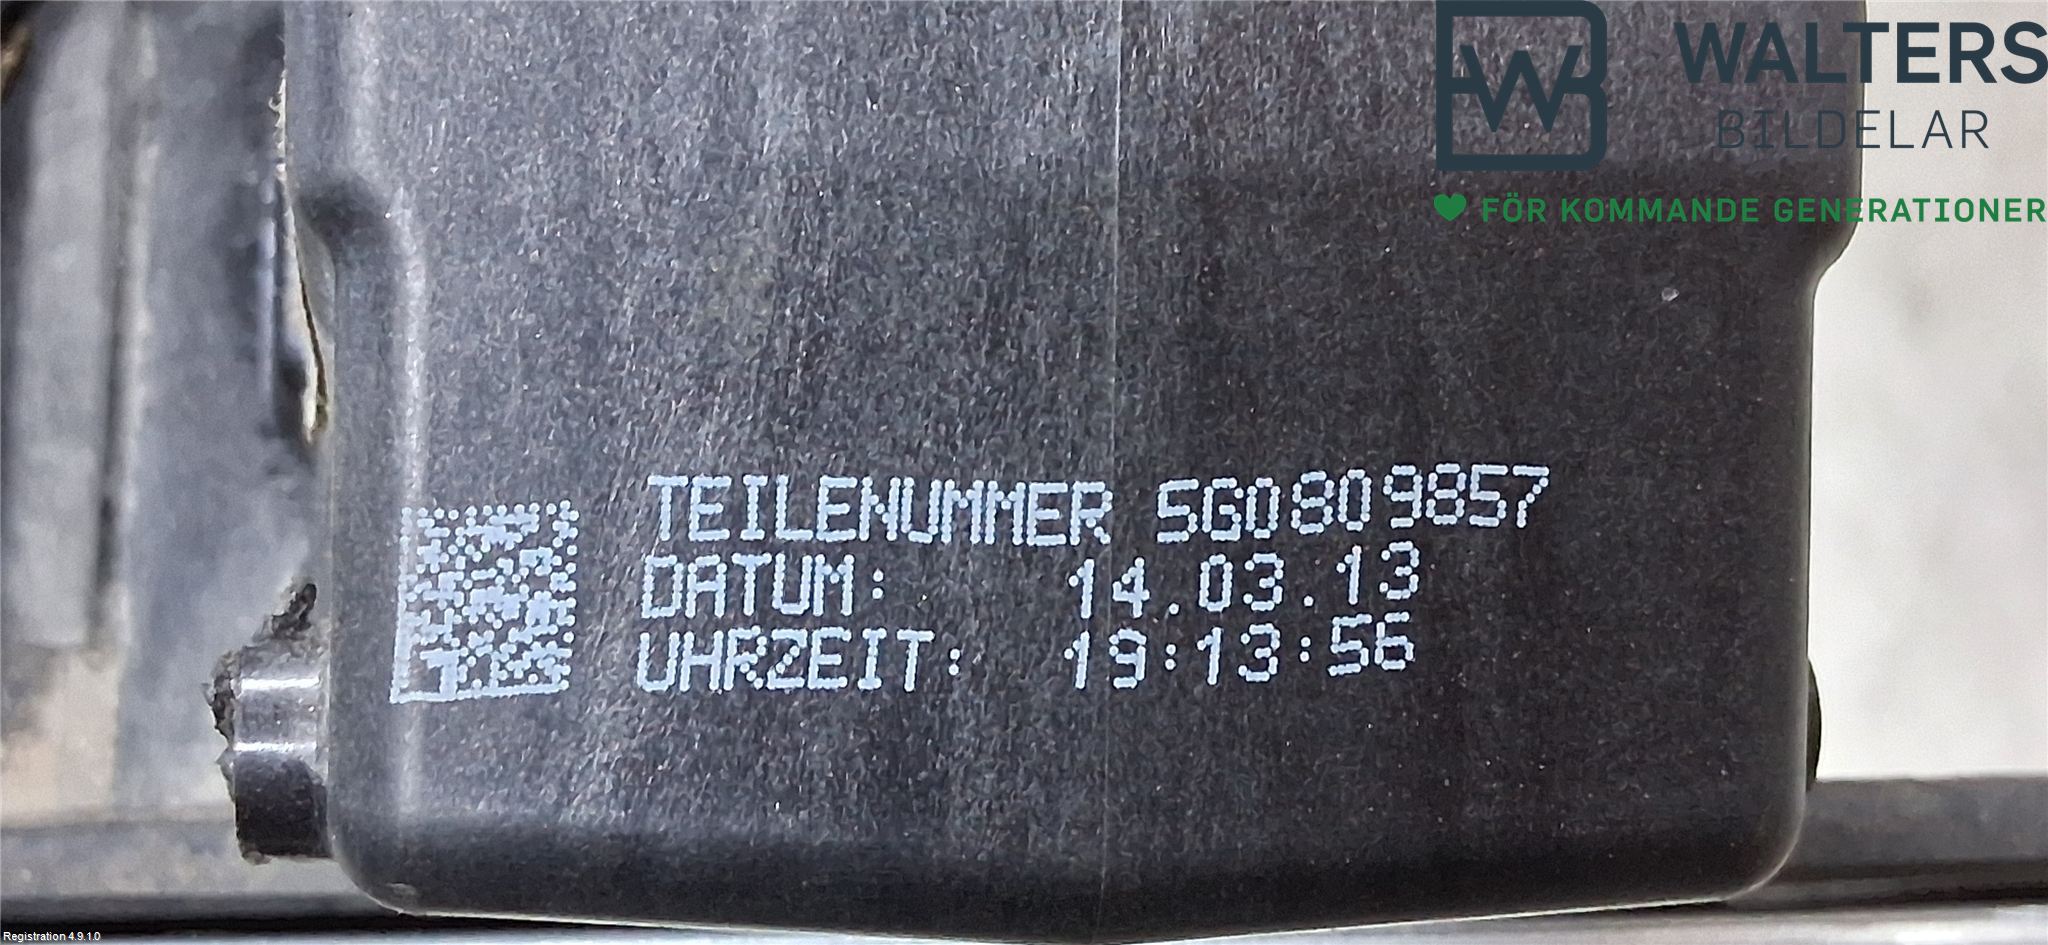 WALTERS
BILDELAR
FÖR KOMMANDE GENERATIONER
TEILENUMMER 5G0809857
DATUM: 14.03.13
UHRZEIT: 19:13:56
Registration 4.9.1.0